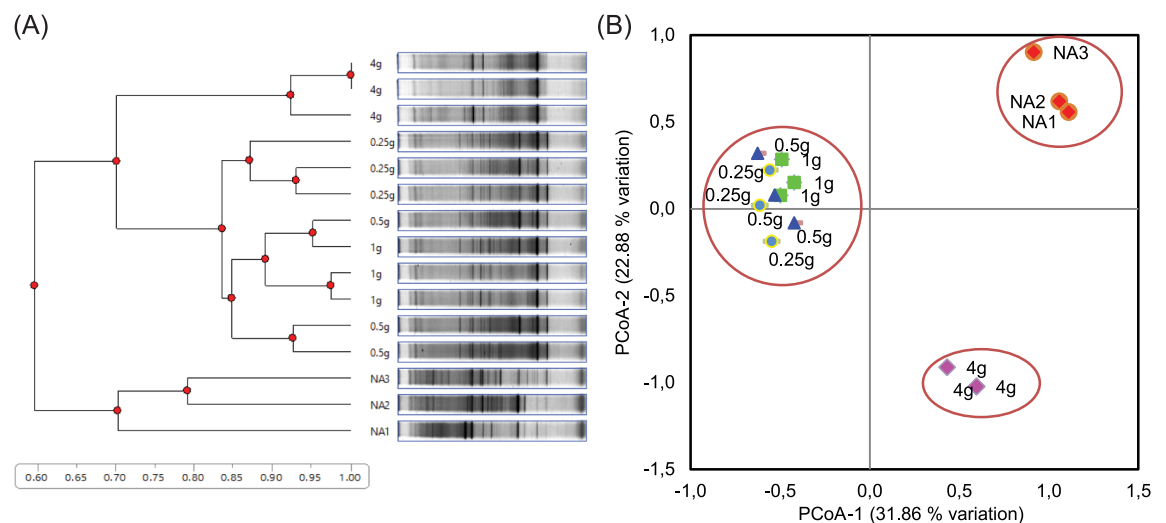 (A)
4g
4g
4g
0.25g
0.25g
0.25g
0.5g
1g
1g
1g
0.5g
0.5g
NA3
NA2
NA1
0.60 0.65 0.70 0.75 0.80 0.85 0.90 0.95 1.00
(B)
PCoA-2 (22.88 % variation)
1,0
0,5
0,0
-0,5
-1,0
-1,5
NA3
NA2
NA1
0.5g
1g
0.25g
1g
0.25g
1g
0.5g
0.5g
0.25g
4g
4g 4g
-1,0 -0,5 0,0 0,5 1,0 1,5
PCoA-1 (31.86 % variation)